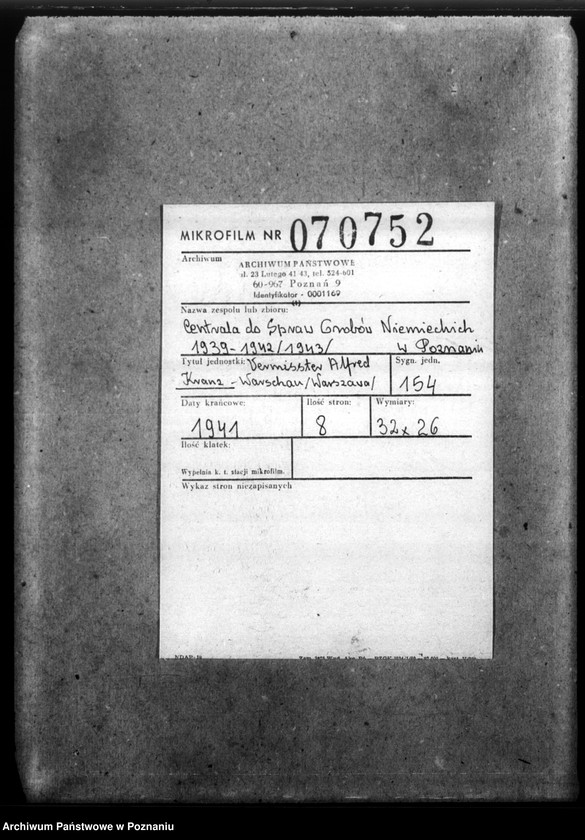 MIKROFILM NR 070752
Archiwum
ARCHIWUM PAŃSTWOWE
ul. 23 Lutego 41/43, tel. 524-601
60-967 Poznań 9
Identyfikator - 0001169
Nazwa zespołu lub zbioru:
Centrala do Spraw Grobów Niemieckich
1939-1942/1943/ w Poznaniu
Tytuł jednostki: Vermisster Alfred
Kranz - Warschau/Warszawa/
Sygn. jedn.
154
Daty krańcowe:
1941
Ilość stron:
8
Wymiary:
32x26
Ilość klatek:
Wypełnia k. t. stacji mikrofilm.
Wykaz stron niezapisanych
Archiwum Państwowe w Poznaniu